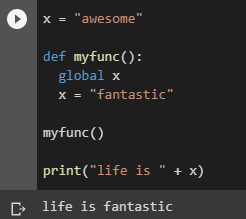 x = "awesome"
def myfunc():
  global x
  x = "fantastic"
myfunc()
print("life is " + x)
life is fantastic